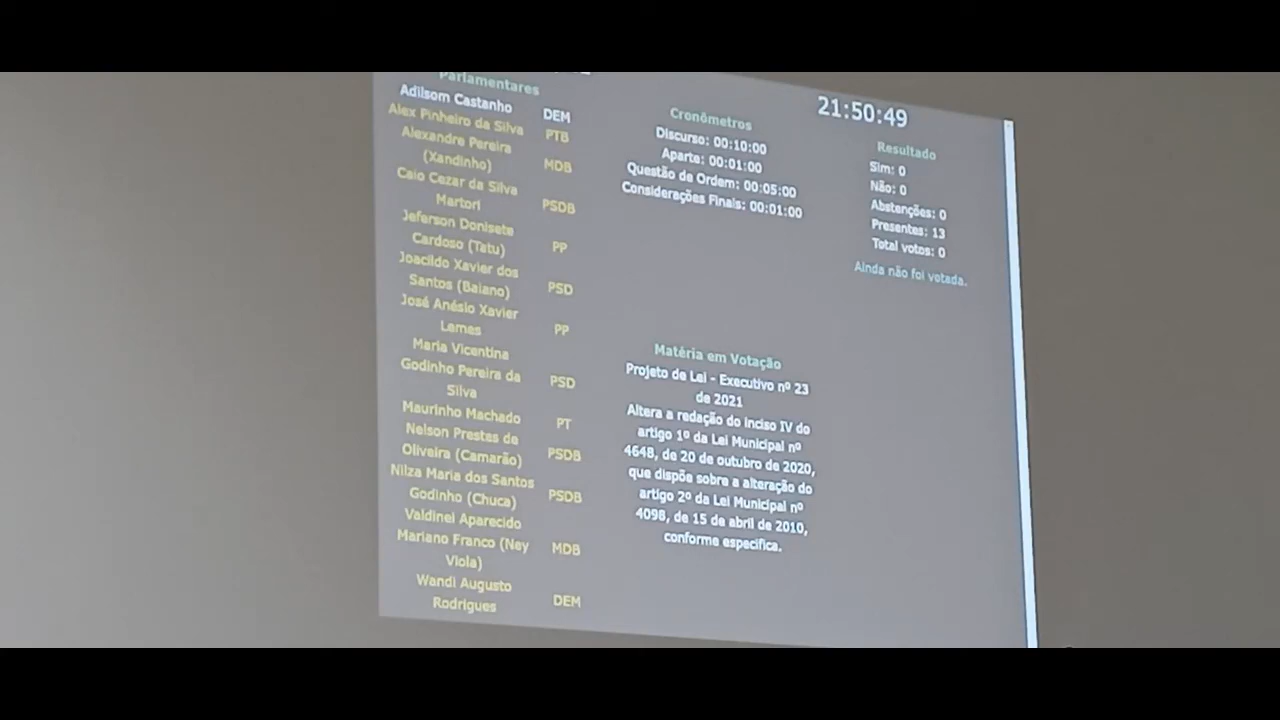 Parlamentares
Adilsom Castanho DEM
Alex Pinheiro da Silva PTB
Alexandre Pereira
(Xandinho) MDB
Caio Cezar da Silva
Martori PSDB
Jeferson Donisete
Cardoso (Tatu) PP
Joacildo Xavier dos
Santos (Baiano) PSD
José Anésio Xavier
Lemes PP
Maria Vicentina
Godinho Pereira da
Silva PSD
Maurinho Machado PT
Nelson Prestes de
Oliveira (Camarão) PSDB
Nilza Maria dos Santos
Godinho (Chuca) PSDB
Valdinei Aparecido
Mariano Franco (Ney
Viola) MDB
Wandi Augusto
Rodrigues DEM
Cronômetros
Discurso: 00:10:00
Aparte: 00:01:00
Questão de Ordem: 00:05:00
Considerações Finais: 00:01:00
Matéria em Votação
Projeto de Lei - Executivo nº 23
de 2021
Altera a redação do inciso IV do
artigo 1º da Lei Municipal nº
4648, de 20 de outubro de 2020,
que dispõe sobre a alteração do
artigo 2º da Lei Municipal nº
4098, de 15 de abril de 2010,
conforme especifica.
21:50:49
Resultado
Sim: 0
Não: 0
Abstenções: 0
Presentes: 13
Total votos: 0
Ainda não foi votada.